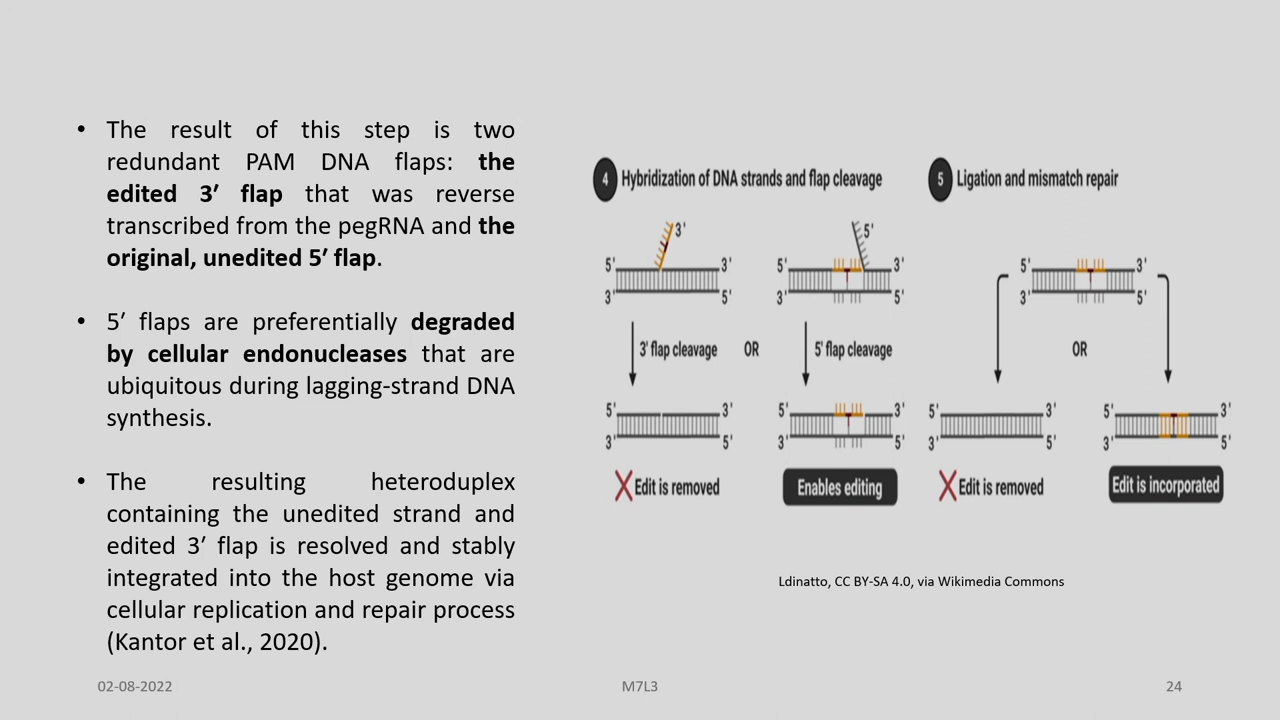 • The result of this step is two
redundant PAM DNA flaps: the
edited 3′ flap that was reverse
transcribed from the pegRNA and the
original, unedited 5′ flap.
• 5′ flaps are preferentially degraded
by cellular endonucleases that are
ubiquitous during lagging-strand DNA
synthesis.
• The resulting heteroduplex
containing the unedited strand and
edited 3′ flap is resolved and stably
integrated into the host genome via
cellular replication and repair process
(Kantor et al., 2020).
4 Hybridization of DNA strands and flap cleavage
3'
5' 3'
3' 5'
5'
5' 3'
3' 5'
3' flap cleavage OR 5' flap cleavage
5' 3'
3' 5'
5' 3'
3' 5'
Edit is removed
Enables editing
5 Ligation and mismatch repair
5' 3'
3' 5'
OR
5' 3'
3' 5'
5' 3'
3' 5'
Edit is removed
Edit is incorporated
Ldinatto, CC BY-SA 4.0, via Wikimedia Commons
02-08-2022 M7L3 24